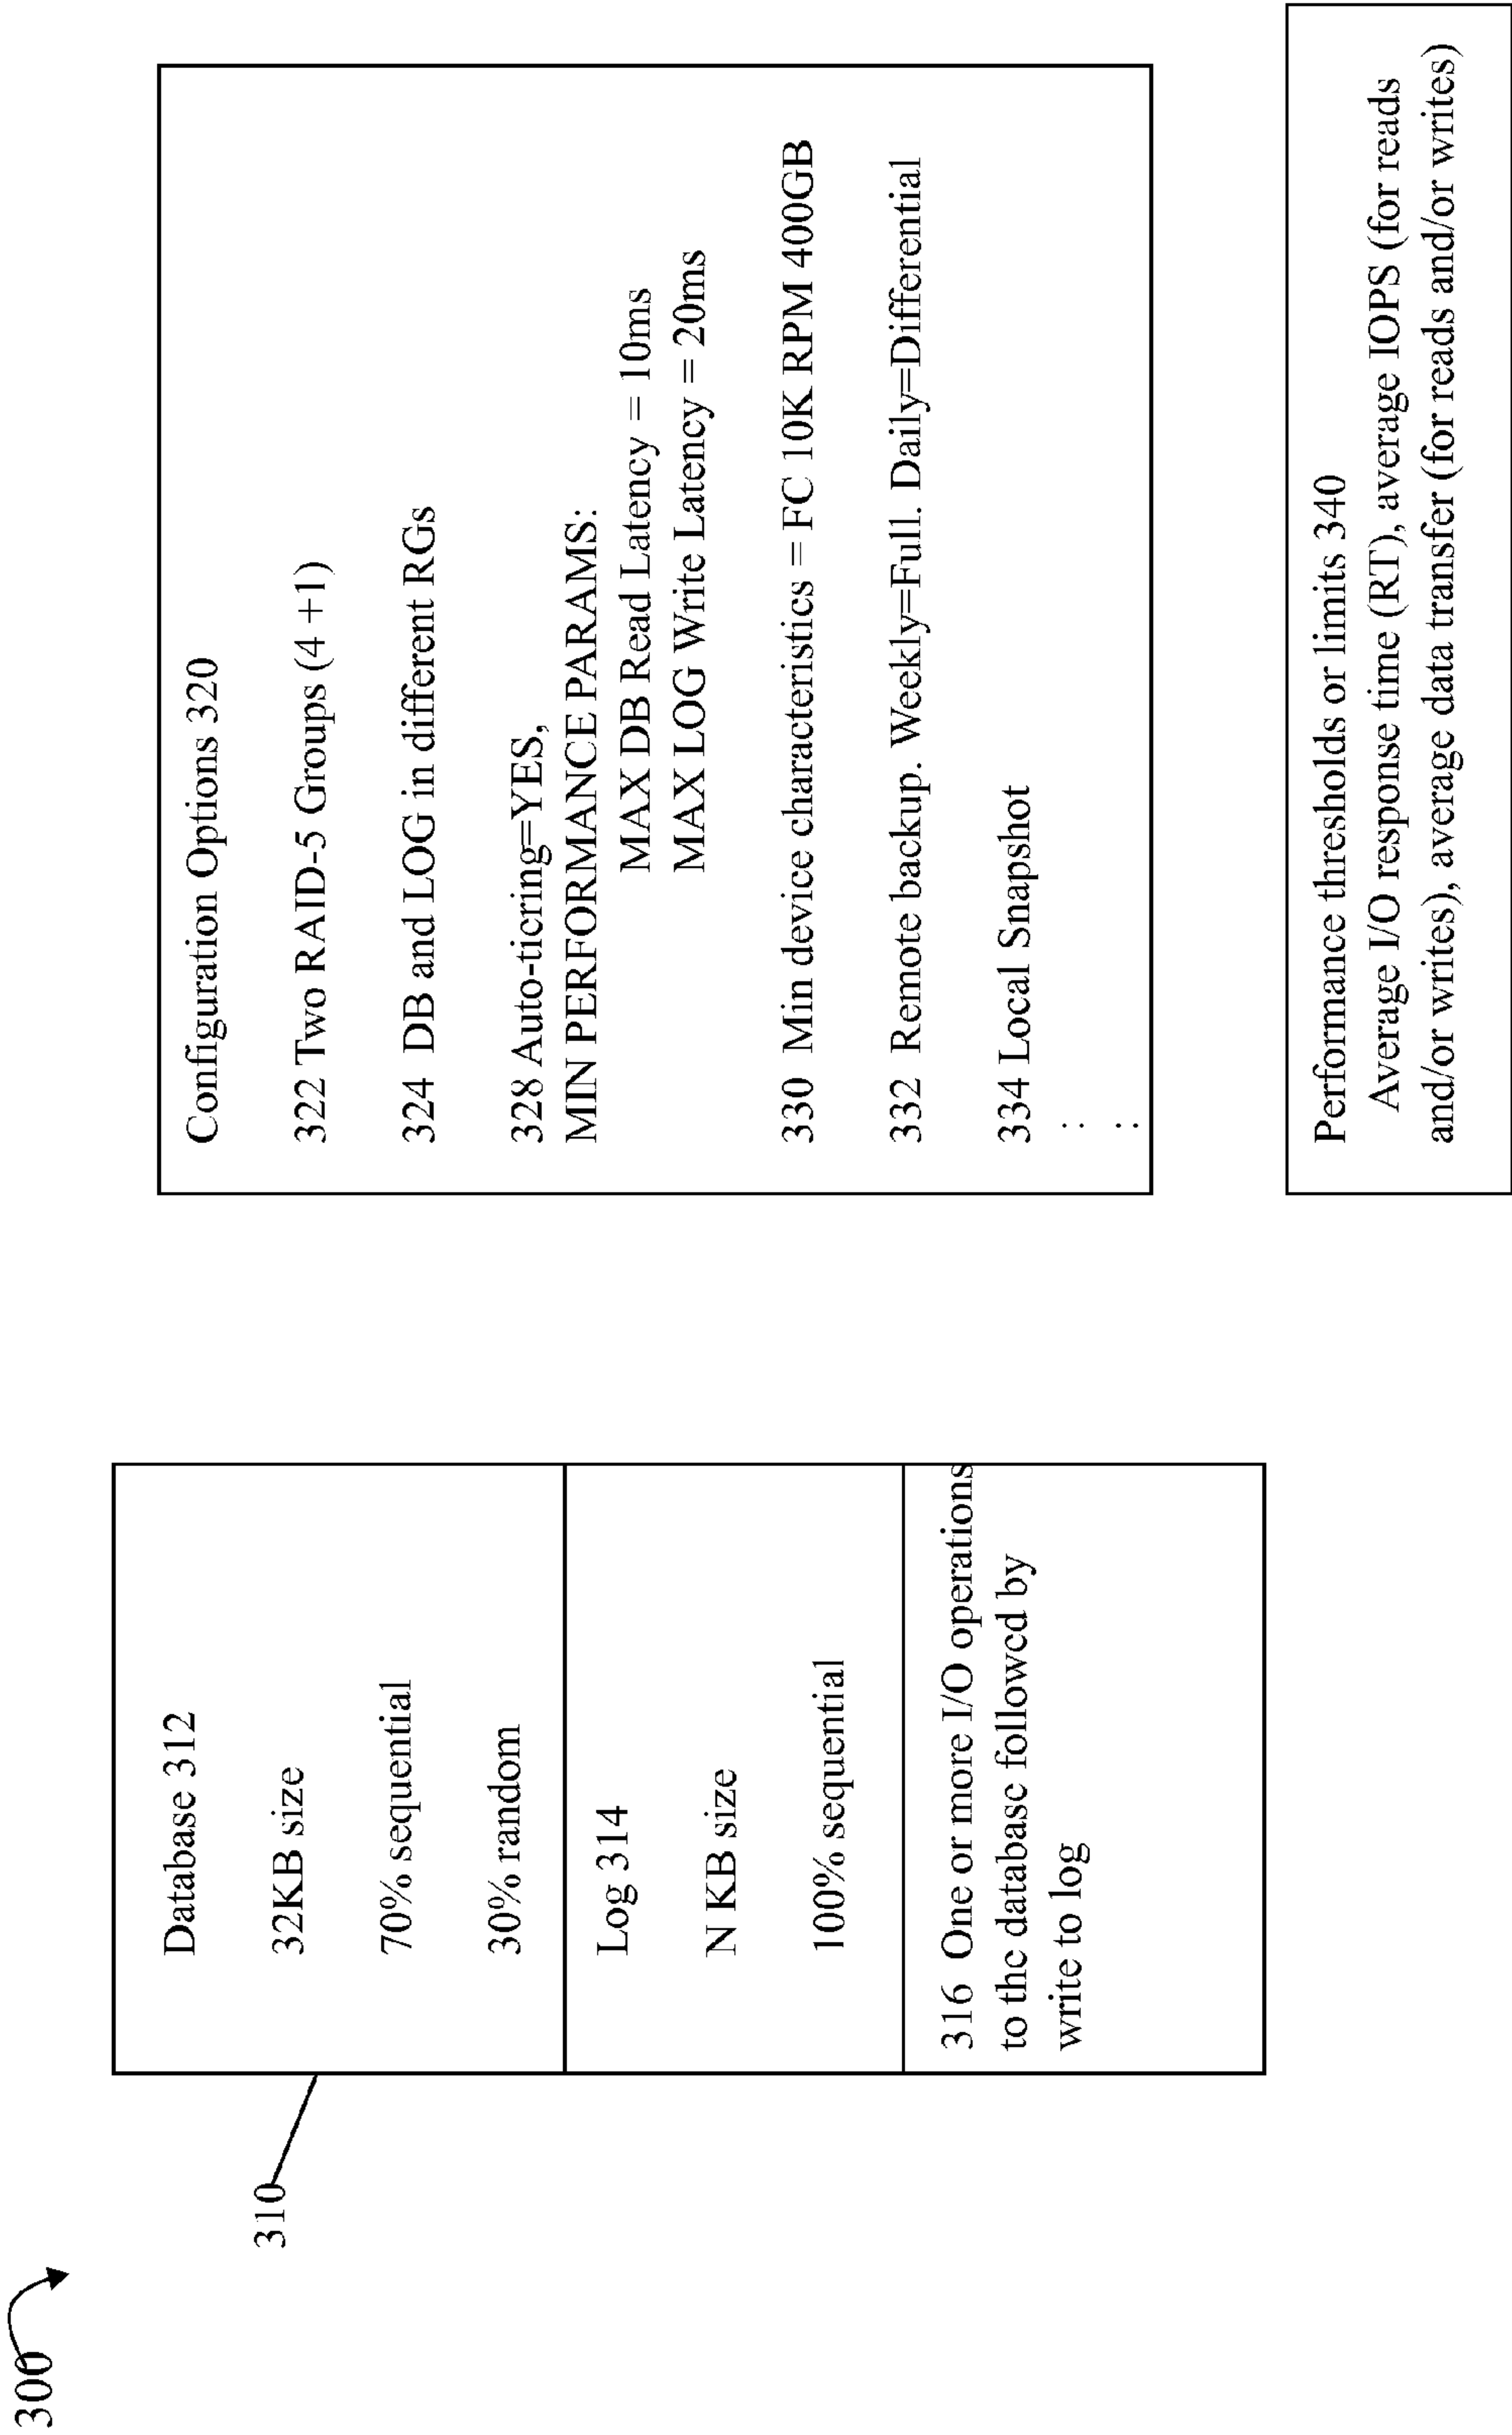 300
310
Database 312
32KB size
70% sequential
30% random
Log 314
N KB size
100% sequential
316 One or more I/O operations
to the database followed by
write to log
Configuration Options 320
322 Two RAID-5 Groups (4 +1)
324 DB and LOG in different RGs
328 Auto-tiering=YES,
MIN PERFORMANCE PARAMS:
MAX DB Read Latency = 10ms
MAX LOG Write Latency = 20ms
330 Min device characteristics = FC 10K RPM 400GB
332 Remote backup. Weekly=Full. Daily=Differential
334 Local Snapshot
:
:
Performance thresholds or limits 340
Average I/O response time (RT), average IOPS (for reads
and/or writes), average data transfer (for reads and/or writes)